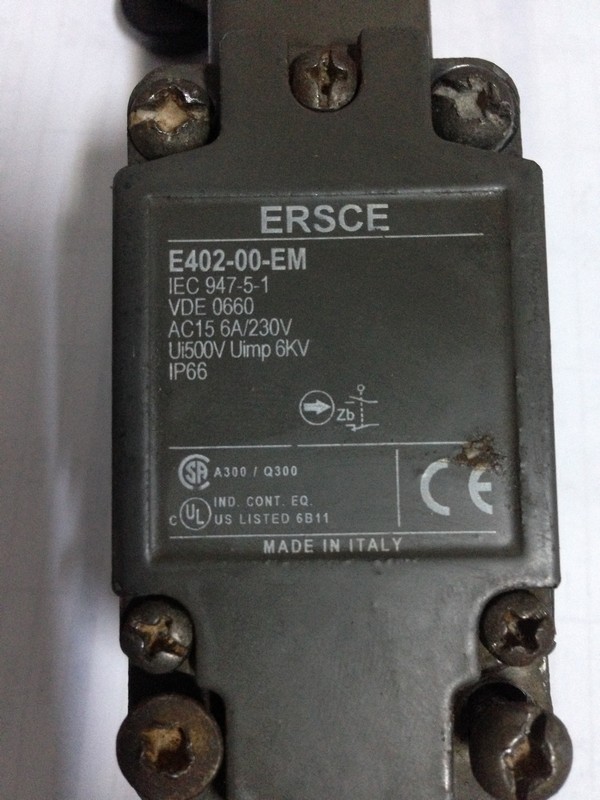 ERSCE
E402-00-EM
IEC 947-5-1
VDE 0660
AC15 6A/230V
Ui500V Uimp 6KV
IP66
Zb
SA A300 / Q300
CE
IND. CONT. EQ.
c UL US LISTED 6B11
MADE IN ITALY